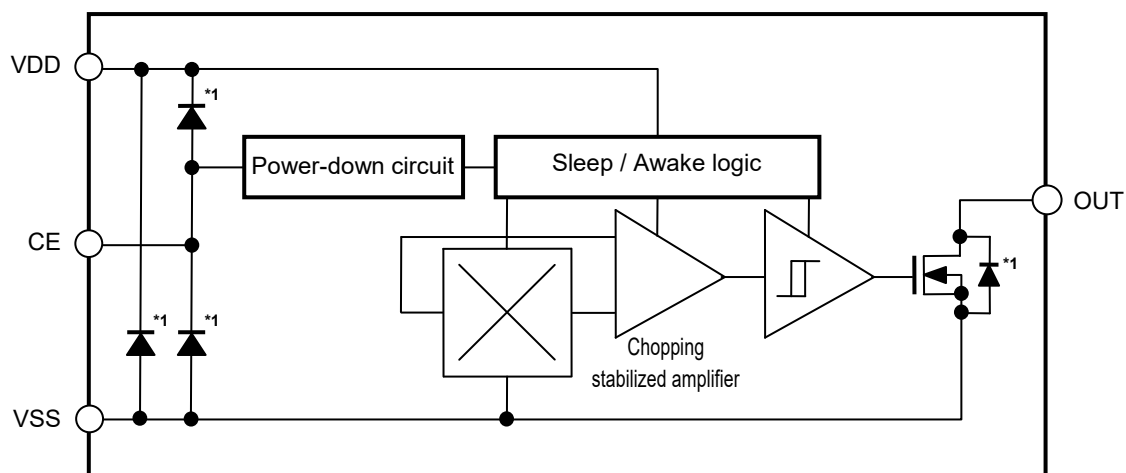 VDD
*1
Power-down circuit
Sleep / Awake logic
OUT
CE
*1
*1
*1
Chopping
stabilized amplifier
VSS